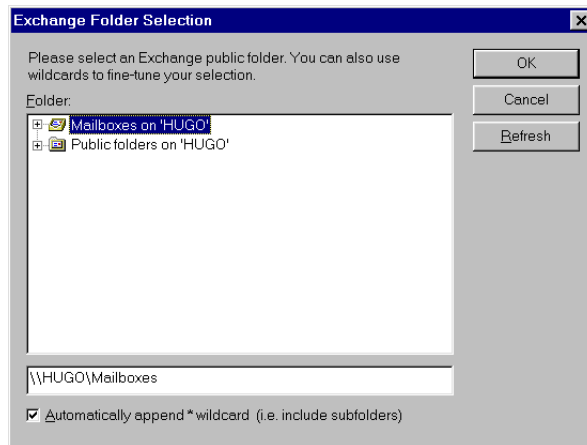 Exchange Folder Selection
Please select an Exchange public folder. You can also use
wildcards to fine-tune your selection.
Folder:
Mailboxes on 'HUGO'
Public folders on 'HUGO'
\\HUGO\Mailboxes
Automatically append * wildcard (i.e. include subfolders)
OK
Cancel
Refresh